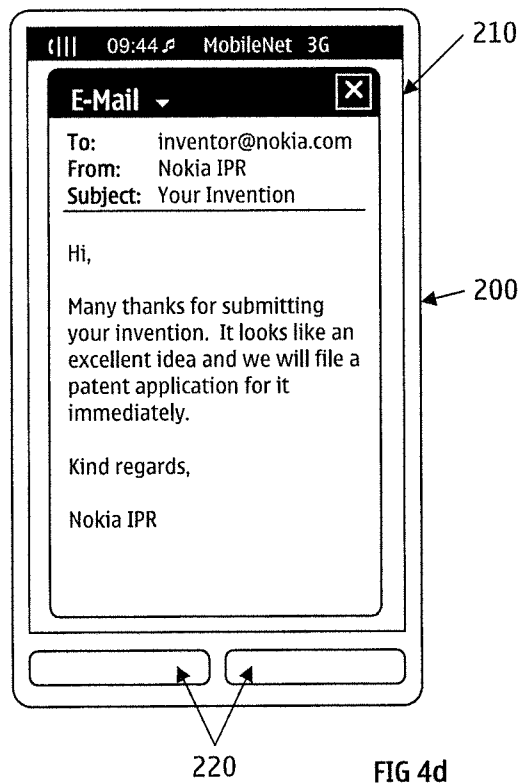 09:44 MobileNet 3G
210
E-Mail
To: inventor@nokia.com
From: Nokia IPR
Subject: Your Invention
Hi,
200
Many thanks for submitting
your invention. It looks like an
excellent idea and we will file a
patent application for it
immediately.
Kind regards,
Nokia IPR
220
FIG 4d